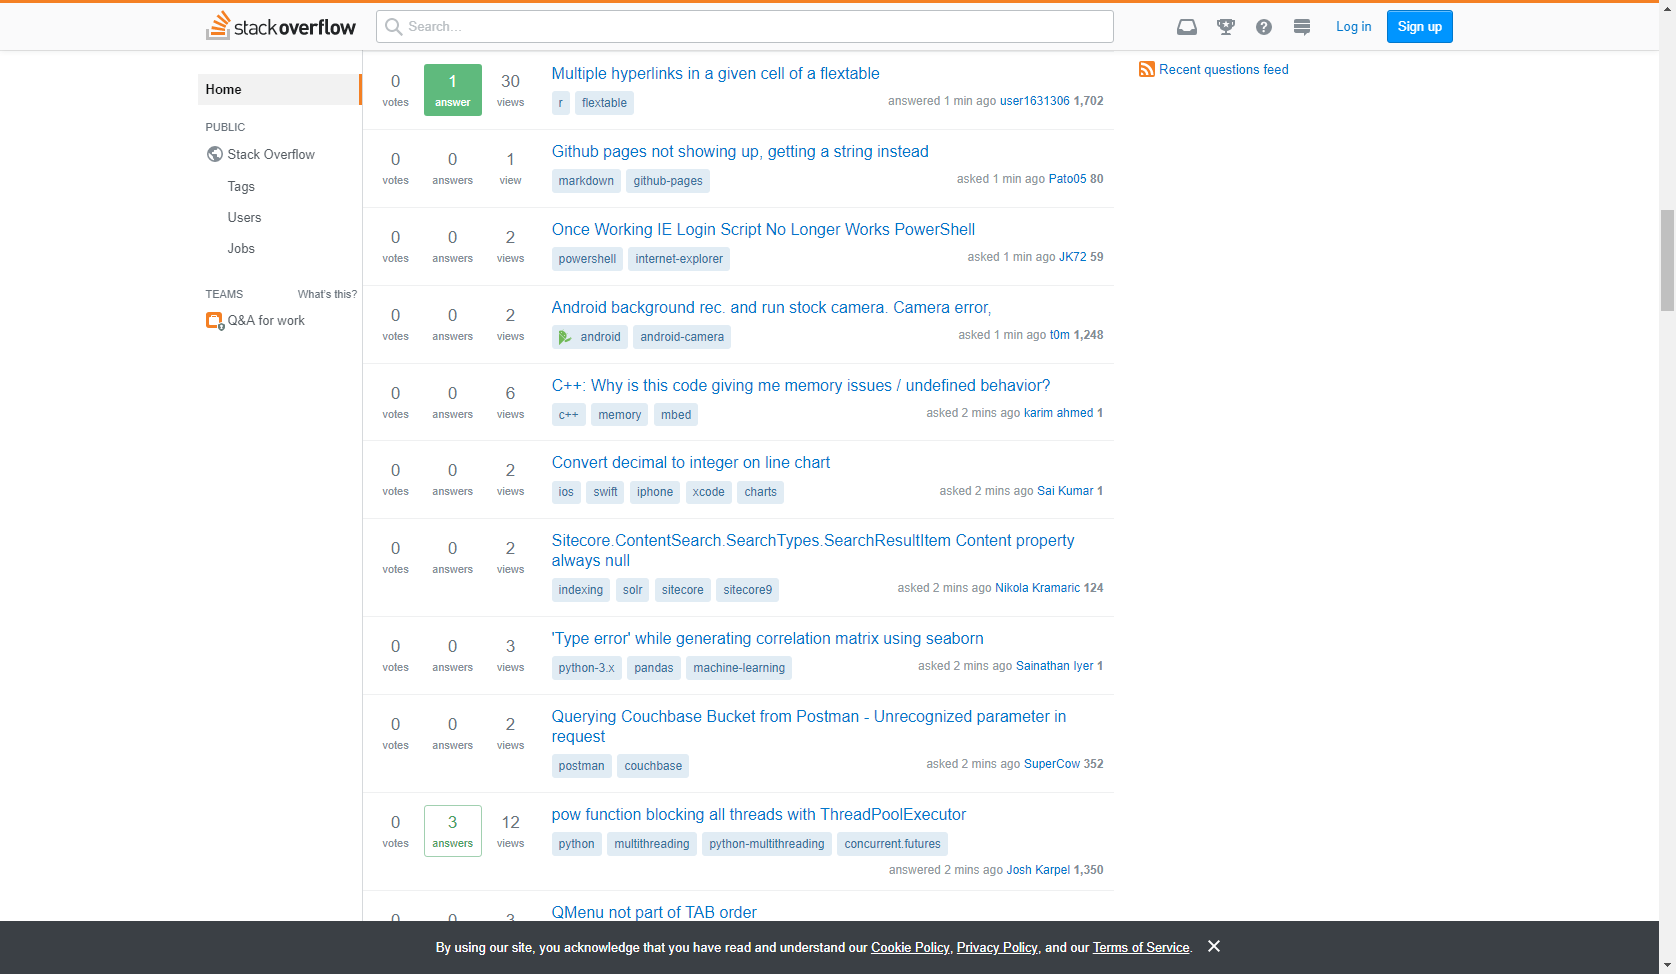 stackoverflow
Search...
Log in
Sign up
Home
PUBLIC
Stack Overflow
Tags
Users
Jobs
TEAMS
What's this?
Q&A for work
0 votes 1 answer 30 views
Multiple hyperlinks in a given cell of a flextable
r flextable
answered 1 min ago user1631306 1,702
0 votes 0 answers 1 view
Github pages not showing up, getting a string instead
markdown github-pages
asked 1 min ago Pato05 80
0 votes 0 answers 2 views
Once Working IE Login Script No Longer Works PowerShell
powershell internet-explorer
asked 1 min ago JK72 59
0 votes 0 answers 2 views
Android background rec. and run stock camera. Camera error,
android android-camera
asked 1 min ago t0m 1,248
0 votes 0 answers 6 views
C++: Why is this code giving me memory issues / undefined behavior?
c++ memory mbed
asked 2 mins ago karim ahmed 1
0 votes 0 answers 2 views
Convert decimal to integer on line chart
ios swift iphone xcode charts
asked 2 mins ago Sai Kumar 1
0 votes 0 answers 2 views
Sitecore.ContentSearch.SearchTypes.SearchResultItem Content property
always null
indexing solr sitecore sitecore9
asked 2 mins ago Nikola Kramaric 124
0 votes 0 answers 3 views
'Type error' while generating correlation matrix using seaborn
python-3.x pandas machine-learning
asked 2 mins ago Sainathan Iyer 1
0 votes 0 answers 2 views
Querying Couchbase Bucket from Postman - Unrecognized parameter in
request
postman couchbase
asked 2 mins ago SuperCow 352
0 votes 3 answers 12 views
pow function blocking all threads with ThreadPoolExecutor
python multithreading python-multithreading concurrent.futures
answered 2 mins ago Josh Karpel 1,350
0 0 3
QMenu not part of TAB order
Recent questions feed
By using our site, you acknowledge that you have read and understand our Cookie Policy, Privacy Policy, and our Terms of Service.